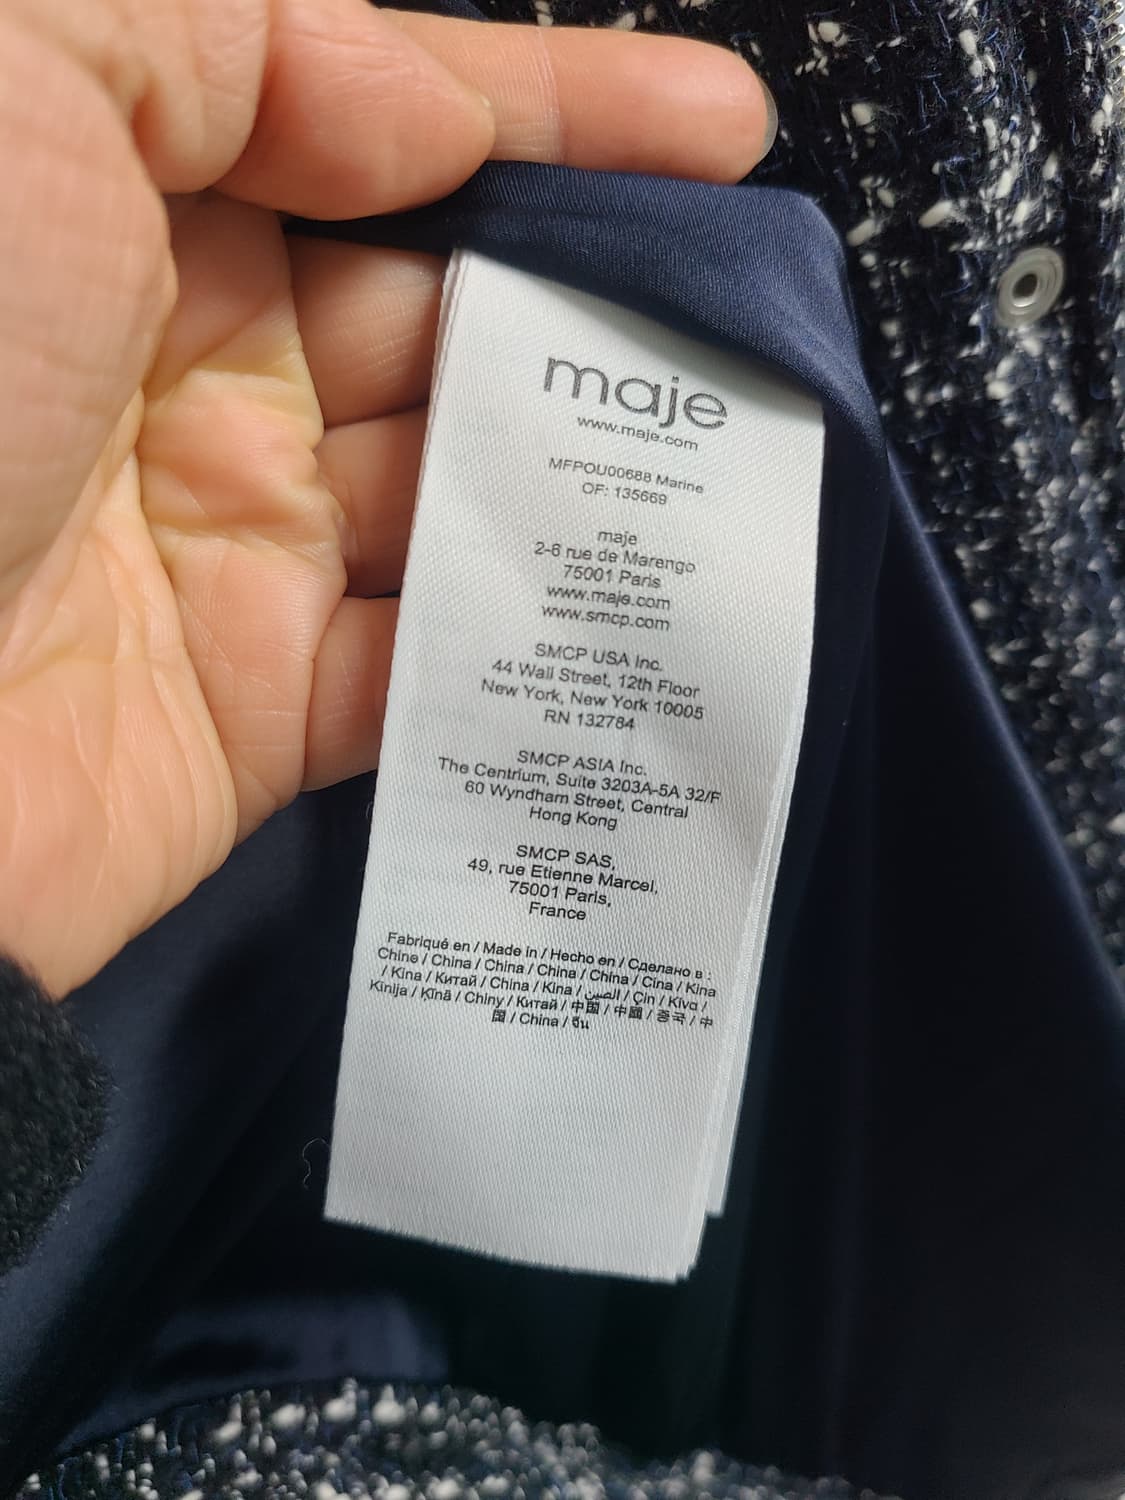 maje
www.maje.com
MFPOU00688 Marine
OF: 135669
maje
2-6 rue de Marengo
75001 Paris
www.maje.com
www.smcp.com
SMCP USA Inc.
44 Wall Street, 12th Floor
New York, New York 10005
RN 132784
SMCP ASIA Inc.
The Centrium, Suite 3203A-5A 32/F
60 Wyndham Street, Central
Hong Kong
SMCP SAS,
49, rue Etienne Marcel,
75001 Paris,
France
Fabriqué en / Made in / Hecho en / Сделано в :
Chine / China / China / China / China / Cina / Kina
/ Kina / Китай / China / Kina / الصين / Çin / Κίνα /
Kinija / Ķīnā / Chiny / Китай / 中国 / 中國 / 중국 / 中
国 / China / จีน